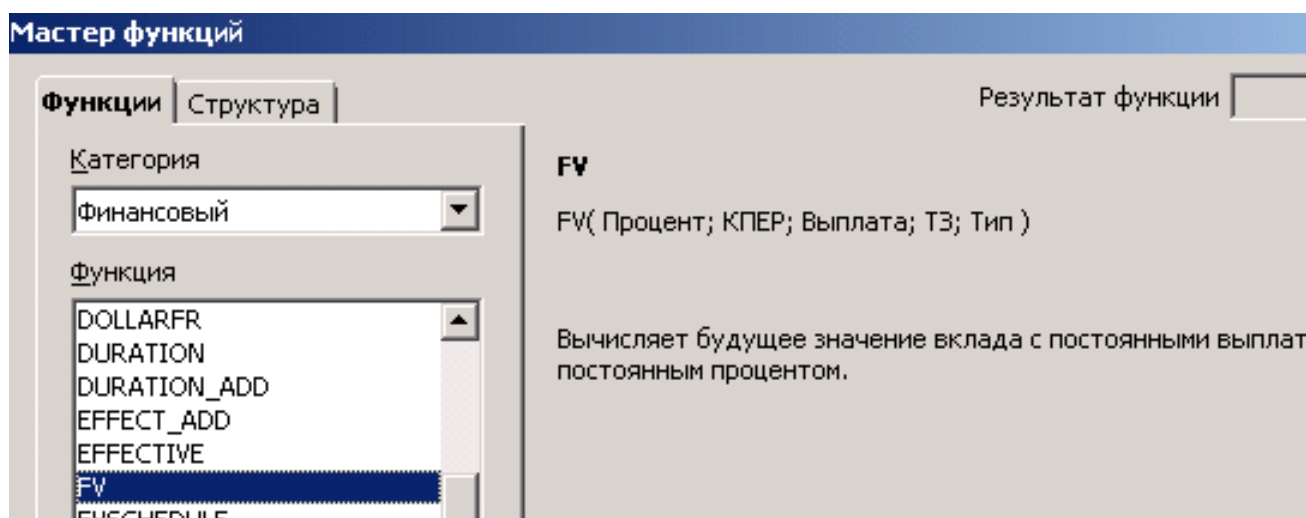 Мастер функций
Функции Структура
Результат функции
Категория
Финансовый
Функция
DOLLARFR
DURATION
DURATION_ADD
EFFECT_ADD
EFFECTIVE
FV
FV
FV( Процент; КПЕР; Выплата; ТЗ; Тип )
Вычисляет будущее значение вклада с постоянными выплат
постоянным процентом.